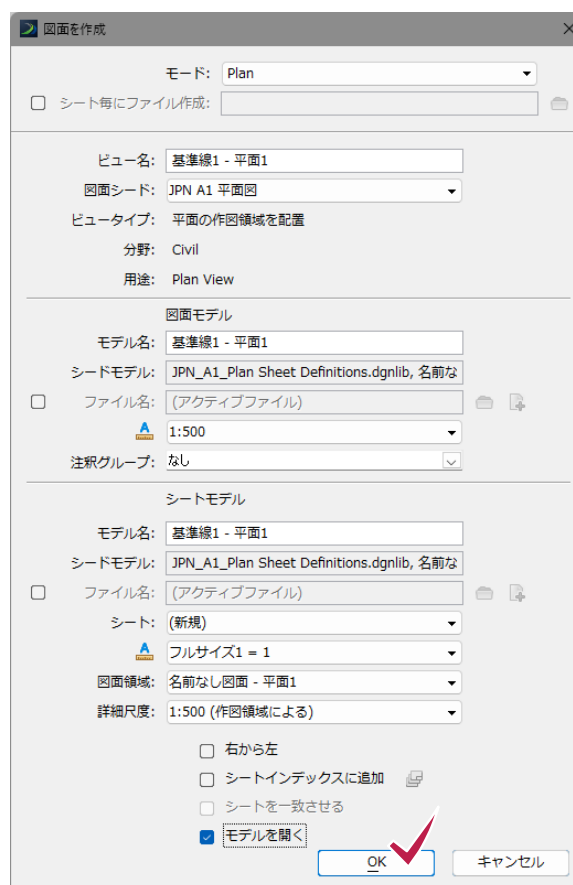 図面を作成
モード: Plan
シート毎にファイル作成:
ビュー名: 基準線1 - 平面1
図面シード: JPN A1 平面図
ビュータイプ: 平面の作図領域を配置
分野: Civil
用途: Plan View
図面モデル
モデル名: 基準線1 - 平面1
シードモデル: JPN_A1_Plan Sheet Definitions.dgnlib, 名前な
ファイル名: (アクティブファイル)
A 1:500
注釈グループ: なし
シートモデル
モデル名: 基準線1 - 平面1
シードモデル: JPN_A1_Plan Sheet Definitions.dgnlib, 名前な
ファイル名: (アクティブファイル)
シート: (新規)
A フルサイズ1 = 1
図面領域: 名前なし図面 - 平面1
詳細尺度: 1:500 (作図領域による)
右から左
シートインデックスに追加
シートを一致させる
モデルを開く
OK キャンセル